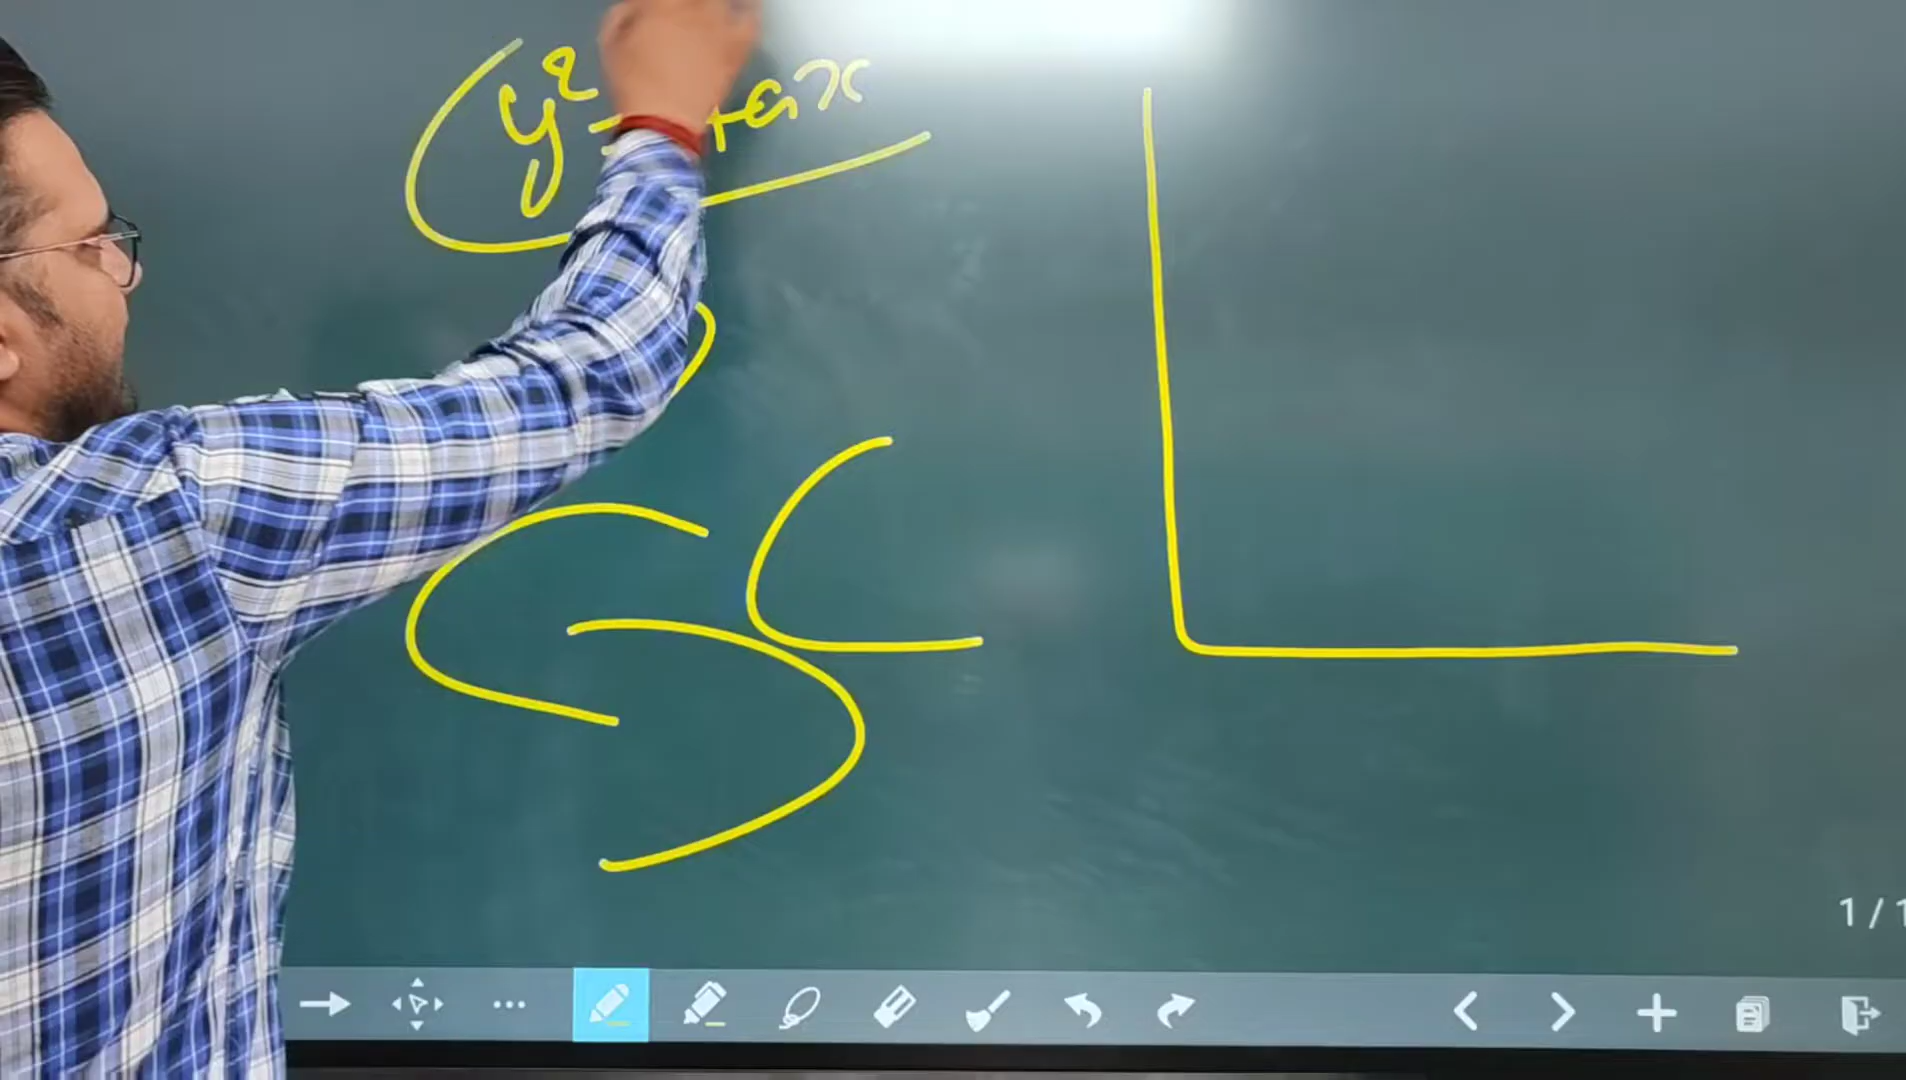 y² = 4ax
1 / 1